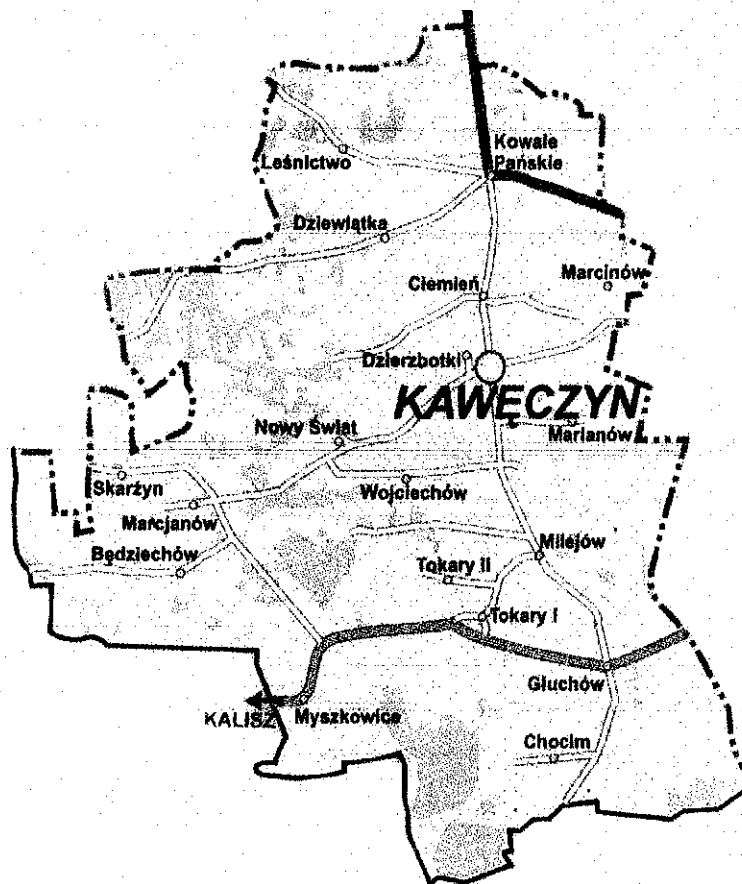 Kowale
Pańskie
Leśnictwo
Dziewiątka
Ciemień
Marcinów
Dzierzbotki
KAWĘCZYN
Nowy Świat
Marianów
Skarżyn
Wojciechów
Marcjanów
Będziechów
Milejów
Tokary II
Tokary I
Głuchów
KALISZ
Myszkowice
Chocim